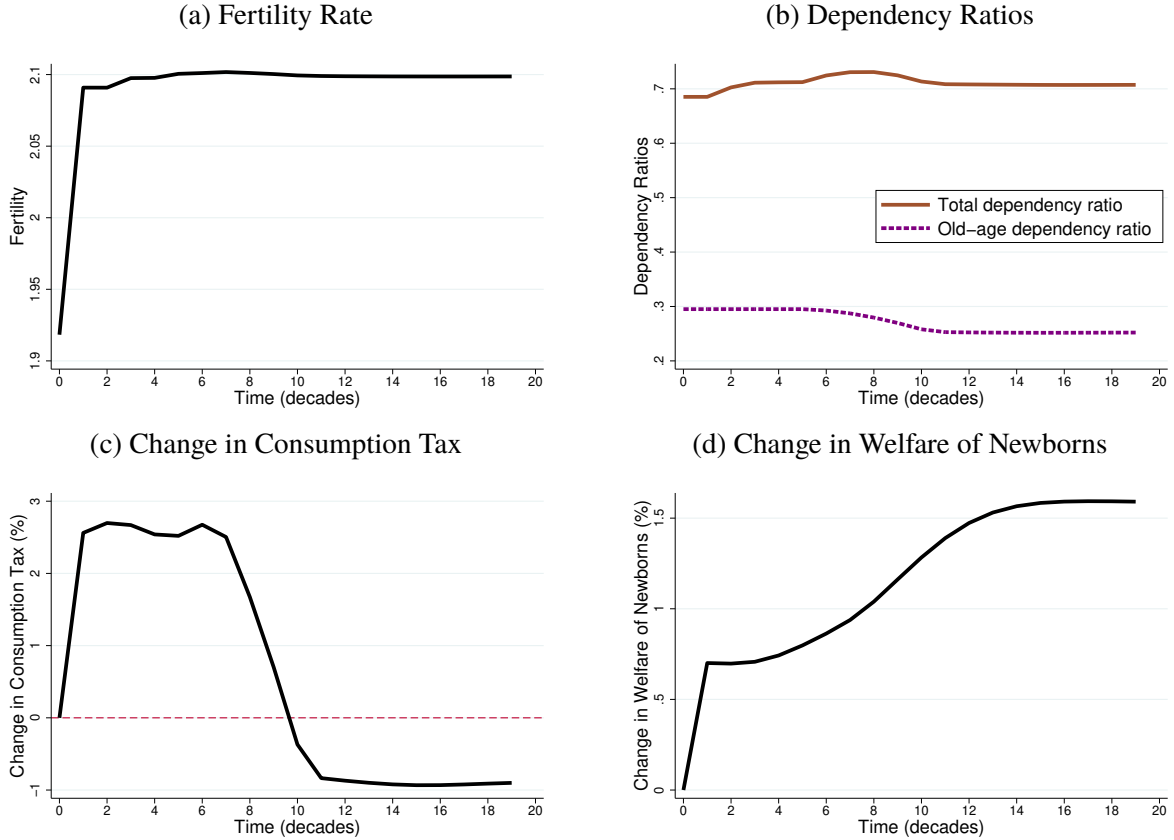 (a) Fertility Rate
Fertility
2.1
2.05
2
1.95
1.9
0 2 4 6 8 10 12 14 16 18 20
Time (decades)
(b) Dependency Ratios
Dependency Ratios
.7
.6
.5
.4
.3
.2
Total dependency ratio
Old−age dependency ratio
0 2 4 6 8 10 12 14 16 18 20
Time (decades)
(c) Change in Consumption Tax
Change in Consumption Tax (%)
3
2
1
0
−1
0 2 4 6 8 10 12 14 16 18 20
Time (decades)
(d) Change in Welfare of Newborns
Change in Welfare of Newborns (%)
1.5
1
.5
0
0 2 4 6 8 10 12 14 16 18 20
Time (decades)